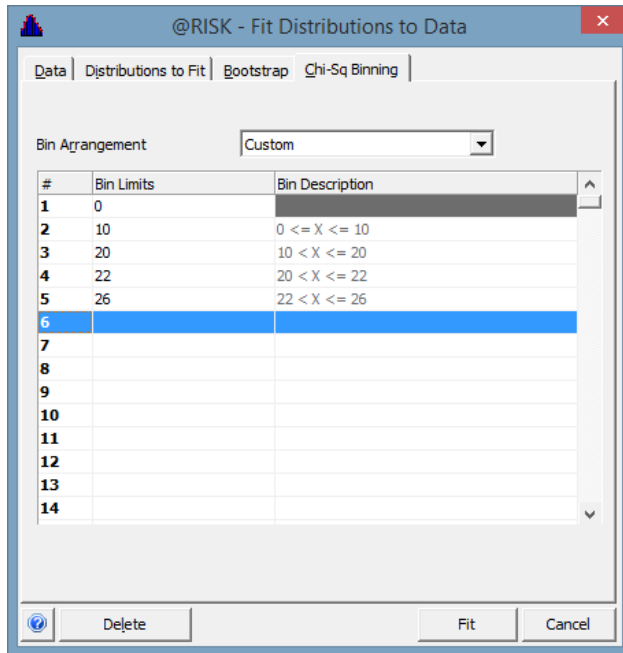 @RISK - Fit Distributions to Data
Data Distributions to Fit Bootstrap Chi-Sq Binning
Bin Arrangement Custom
# Bin Limits Bin Description
1 0
2 10 0 <= X <= 10
3 20 10 < X <= 20
4 22 20 < X <= 22
5 26 22 < X <= 26
6
7
8
9
10
11
12
13
14
Delete Fit Cancel